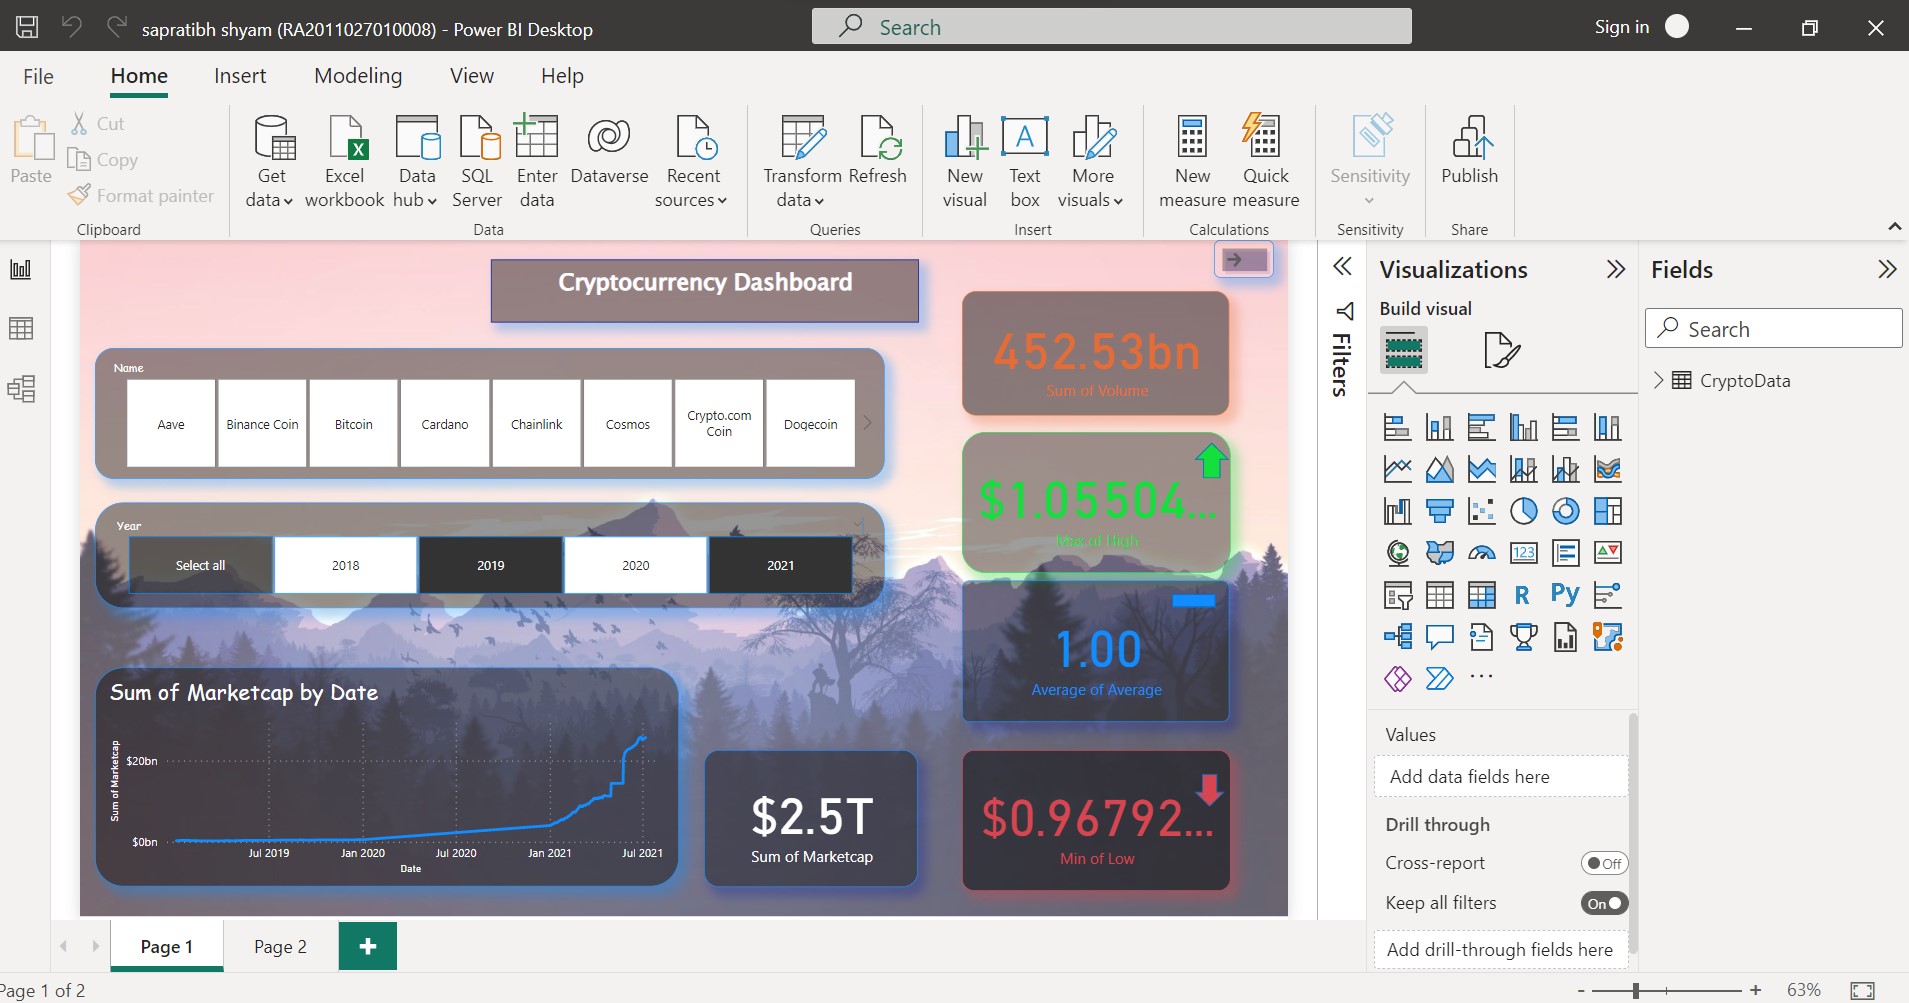 sapratibh shyam (RA2011027010008) - Power BI Desktop
Search
Sign in
File
Home
Insert
Modeling
View
Help
Paste
Cut
Copy
Format painter
Clipboard
Get data
Excel workbook
Data hub
SQL Server
Enter data
Dataverse
Recent sources
Data
Transform data
Refresh
Queries
New visual
Text box
More visuals
Insert
New measure
Quick measure
Calculations
Sensitivity
Sensitivity
Publish
Share
Cryptocurrency Dashboard
Name
Aave
Binance Coin
Bitcoin
Cardano
Chainlink
Cosmos
Crypto.com
Coin
Dogecoin
Year
Select all
2018
2019
2020
2021
Sum of Marketcap by Date
Sum of Marketcap
$20bn
$0bn
Jul 2019
Jan 2020
Jul 2020
Jan 2021
Jul 2021
Date
$2.5T
Sum of Marketcap
452.53bn
Sum of Volume
$1.05504...
Max of High
1.00
Average of Average
$0.96792...
Min of Low
Filters
Visualizations
Build visual
123
R
Py
Values
Add data fields here
Drill through
Cross-report
Off
Keep all filters
On
Add drill-through fields here
Fields
Search
CryptoData
Page 1
Page 2
Page 1 of 2
63%